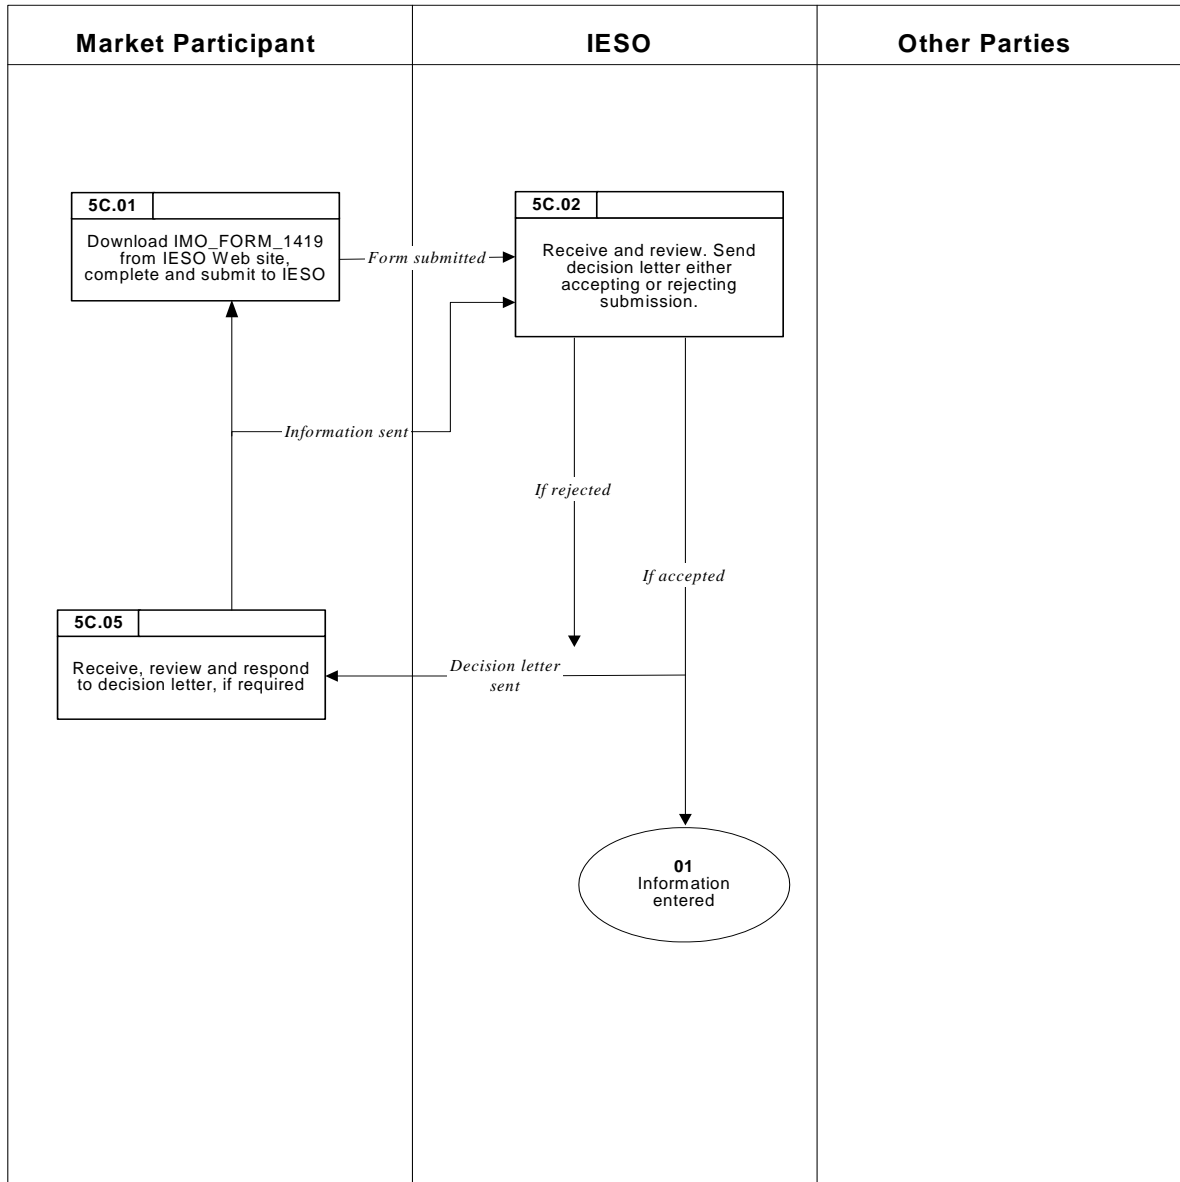 Market Participant
IESO
Other Parties
5C.01
Download IMO_FORM_1419
from IESO Web site,
complete and submit to IESO
Form submitted
5C.02
Receive and review. Send
decision letter either
accepting or rejecting
submission.
Information sent
If rejected
If accepted
5C.05
Receive, review and respond
to decision letter, if required
Decision letter
sent
01
Information
entered